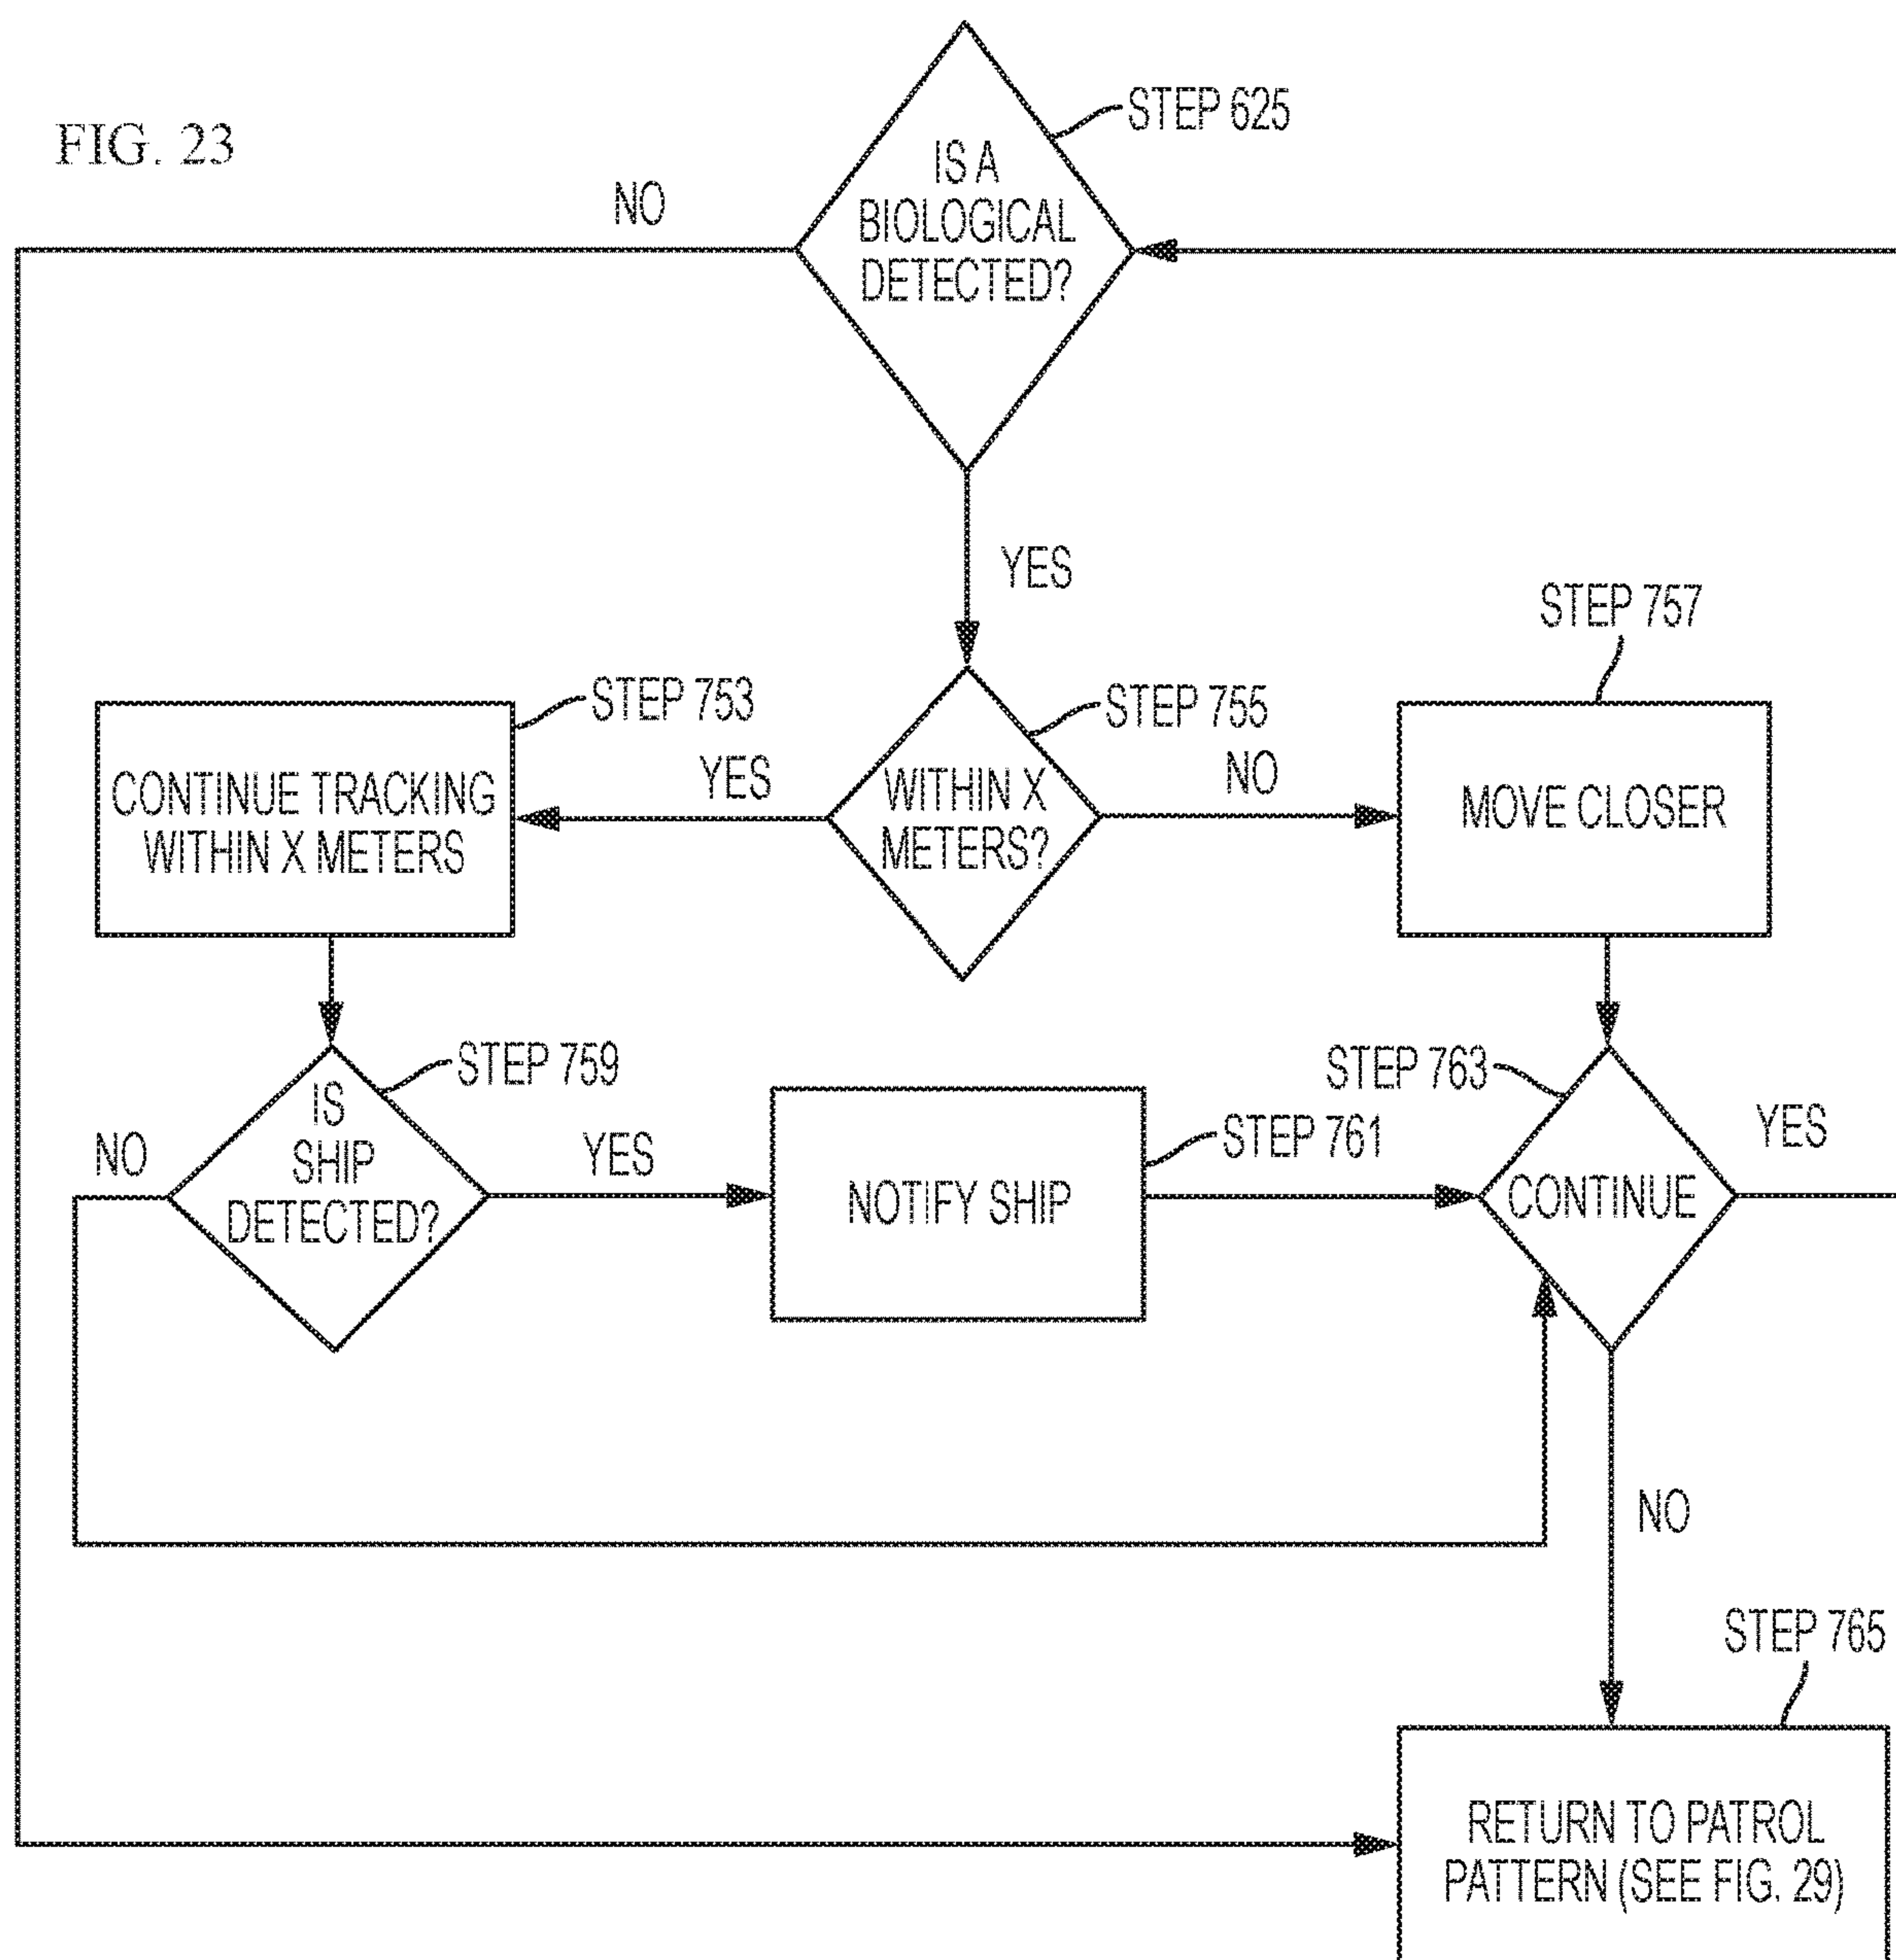 FIG. 23
STEP 625
IS A
BIOLOGICAL
DETECTED?
NO
YES
STEP 757
STEP 753
STEP 755
CONTINUE TRACKING
WITHIN X METERS
YES
WITHIN X
METERS?
NO
MOVE CLOSER
STEP 759
STEP 763
IS
SHIP
DETECTED?
NO
YES
STEP 761
NOTIFY SHIP
CONTINUE
YES
NO
STEP 765
RETURN TO PATROL
PATTERN (SEE FIG. 29)